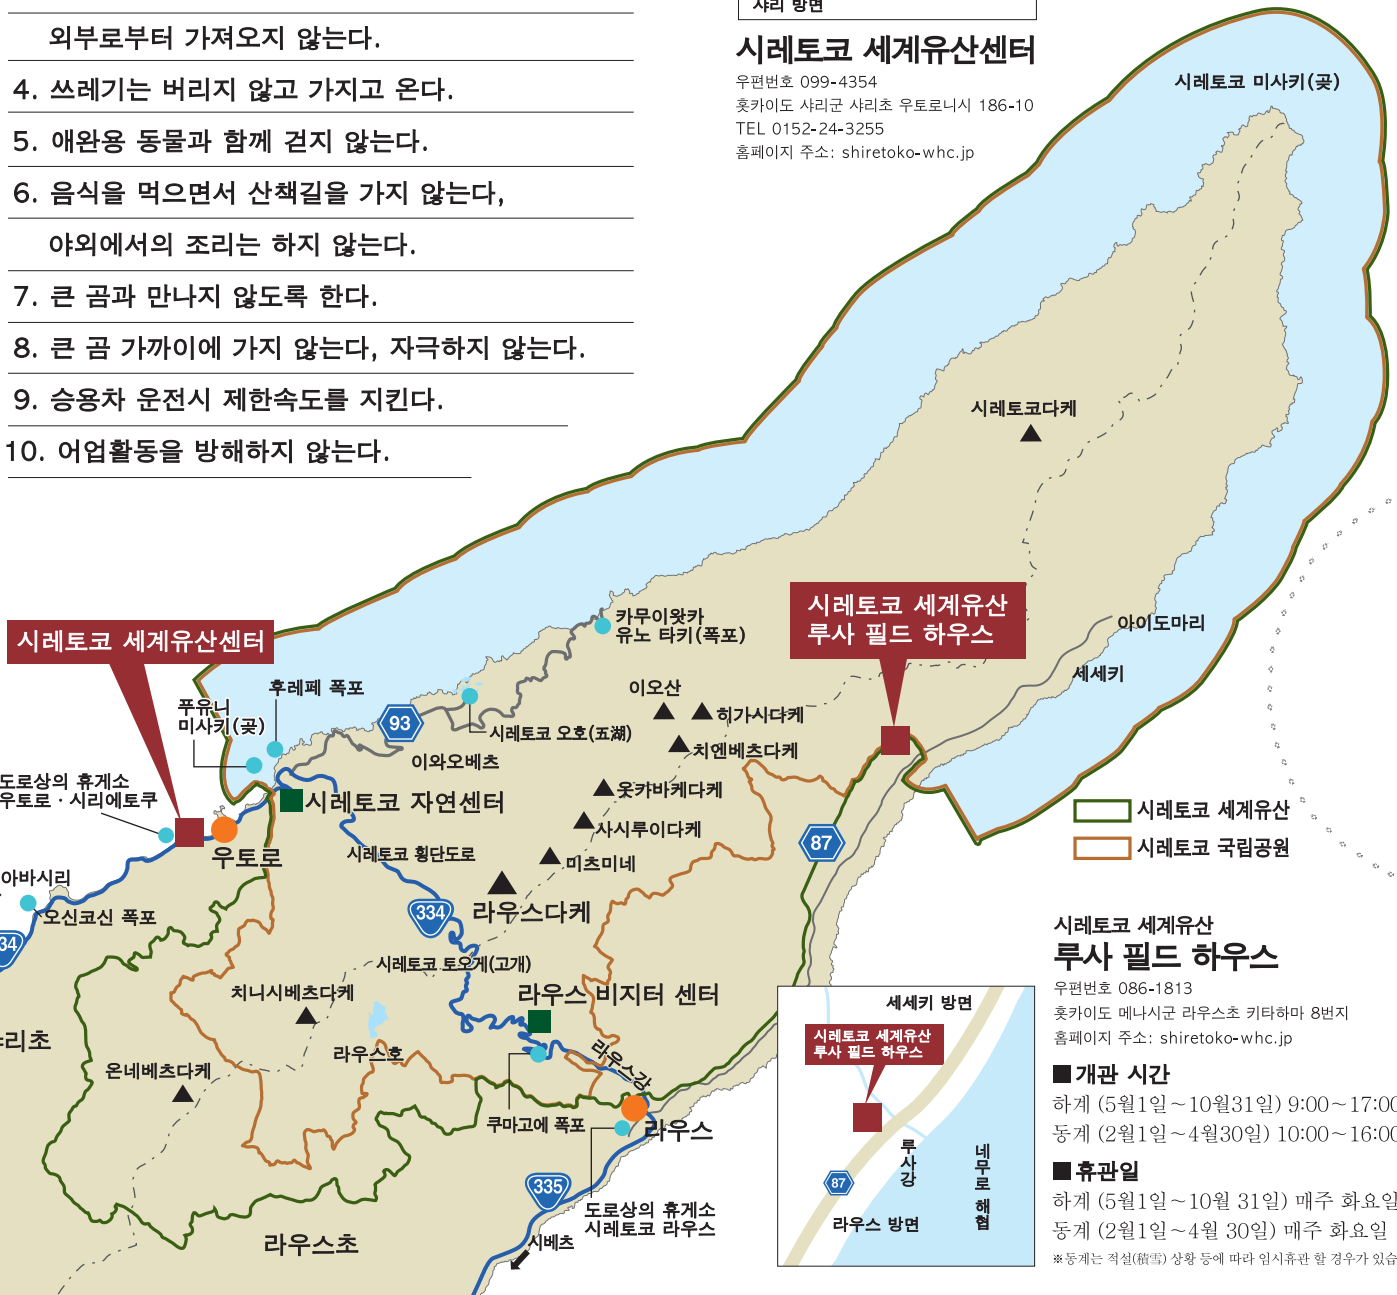 외부로부터 가져오지 않는다.
4. 쓰레기는 버리지 않고 가지고 온다.
5. 애완용 동물과 함께 걷지 않는다.
6. 음식을 먹으면서 산책길을 가지 않는다,
야외에서의 조리는 하지 않는다.
7. 큰 곰과 만나지 않도록 한다.
8. 큰 곰 가까이에 가지 않는다, 자극하지 않는다.
9. 승용차 운전시 제한속도를 지킨다.
10. 어업활동을 방해하지 않는다.
샤리 방면
시레토코 세계유산센터
우편번호 099-4354
홋카이도 샤리군 샤리초 우토로니시 186-10
TEL 0152-24-3255
홈페이지 주소: shiretoko-whc.jp
시레토코 미사키(곶)
시레토코다케
시레토코 세계유산
루사 필드 하우스
아이도마리
세세키
카무이왓카
유노 타키(폭포)
시레토코 세계유산센터
후레페 폭포
푸유니
미사키(곶)
93
시레토코 오호(五湖)
이와오베츠
이오산
히가시다케
치엔베츠다케
옷캬바케다케
사시루이다케
미츠미네
라우스다케
도로상의 휴게소
우토로 · 시리에토쿠
시레토코 자연센터
우토로
시레토코 횡단도로
아바시리
오신코신 폭포
34
334
87
시레토코 세계유산
시레토코 국립공원
시레토코 토오게(고개)
치니시베츠다케
라우스 비지터 센터
라우스호
라우스강
리초
온네베츠다케
쿠마고에 폭포
라우스
335
도로상의 휴게소
시레토코 라우스
시베츠
라우스초
세세키 방면
시레토코 세계유산
루사 필드 하우스
루사강
네무로 해협
87
라우스 방면
시레토코 세계유산
루사 필드 하우스
우편번호 086-1813
홋카이도 메나시군 라우스초 키타하마 8번지
홈페이지 주소: shiretoko-whc.jp
■개관 시간
하계 (5월1일~10월31일) 9:00~17:00
동계 (2월1일~4월30일) 10:00~16:00
■휴관일
하계 (5월1일~10월 31일) 매주 화요일
동계 (2월1일~4월 30일) 매주 화요일
※동계는 적설(積雪) 상황 등에 따라 임시휴관 할 경우가 있습